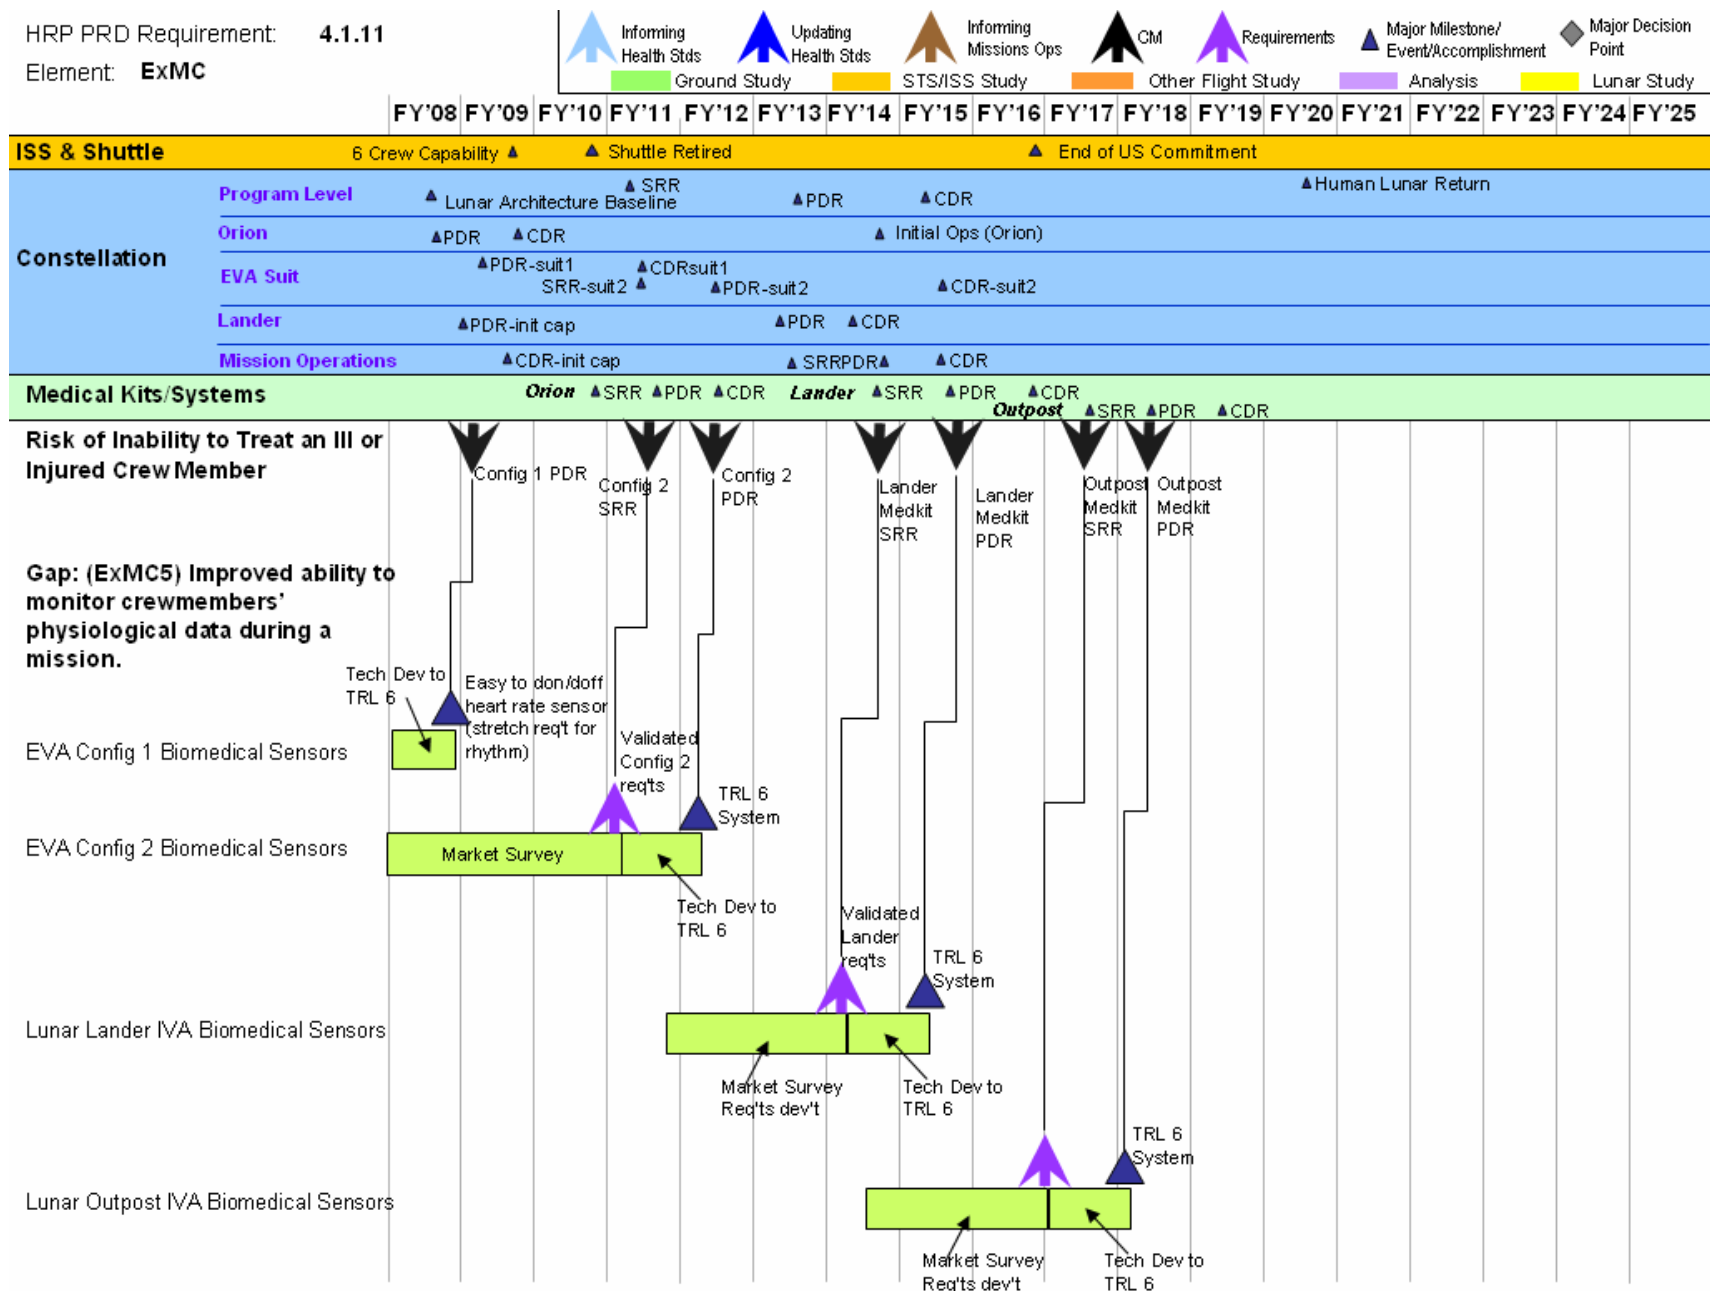 HRP PRD Requirement: 4.1.11
Element: ExMC
Informing
Health Stds
Updating
Health Stds
Informing
Missions Ops
CM
Requirements
Major Milestone/
Event/Accomplishment
Major Decision
Point
Ground Study
STS/ISS Study
Other Flight Study
Analysis
Lunar Study
FY'08 FY'09 FY'10 FY'11 FY'12 FY'13 FY'14 FY'15 FY'16 FY'17 FY'18 FY'19 FY'20 FY'21 FY'22 FY'23 FY'24 FY'25
ISS & Shuttle
6 Crew Capability
Shuttle Retired
End of US Commitment
Constellation
Program Level
Lunar Architecture Baseline
SRR
PDR
CDR
Human Lunar Return
Orion
PDR
CDR
Initial Ops (Orion)
EVA Suit
PDR-suit1
CDRsuit1
SRR-suit2
PDR-suit2
CDR-suit2
Lander
PDR-init cap
PDR
CDR
Mission Operations
CDR-init cap
SRRPDR
CDR
Medical Kits/Systems
Orion SRR PDR CDR
Lander SRR PDR CDR
Outpost SRR PDR CDR
Risk of Inability to Treat an Ill or
Injured Crew Member
Config 1 PDR
Config 2
SRR
Config 2
PDR
Lander
Medkit
SRR
Lander
Medkit
PDR
Outpost
Medkit
SRR
Outpost
Medkit
PDR
Gap: (ExMC5) Improved ability to
monitor crewmembers'
physiological data during a
mission.
Tech Dev to
TRL 6
Easy to don/doff
heart rate sensor
(stretch req't for
rhythm)
EVA Config 1 Biomedical Sensors
Validated
Config 2
req'ts
TRL 6
System
EVA Config 2 Biomedical Sensors
Market Survey
Tech Dev to
TRL 6
Validated
Lander
req'ts
TRL 6
System
Lunar Lander IVA Biomedical Sensors
Market Survey
Req'ts dev't
Tech Dev to
TRL 6
TRL 6
System
Lunar Outpost IVA Biomedical Sensors
Market Survey
Req'ts dev't
Tech Dev to
TRL 6